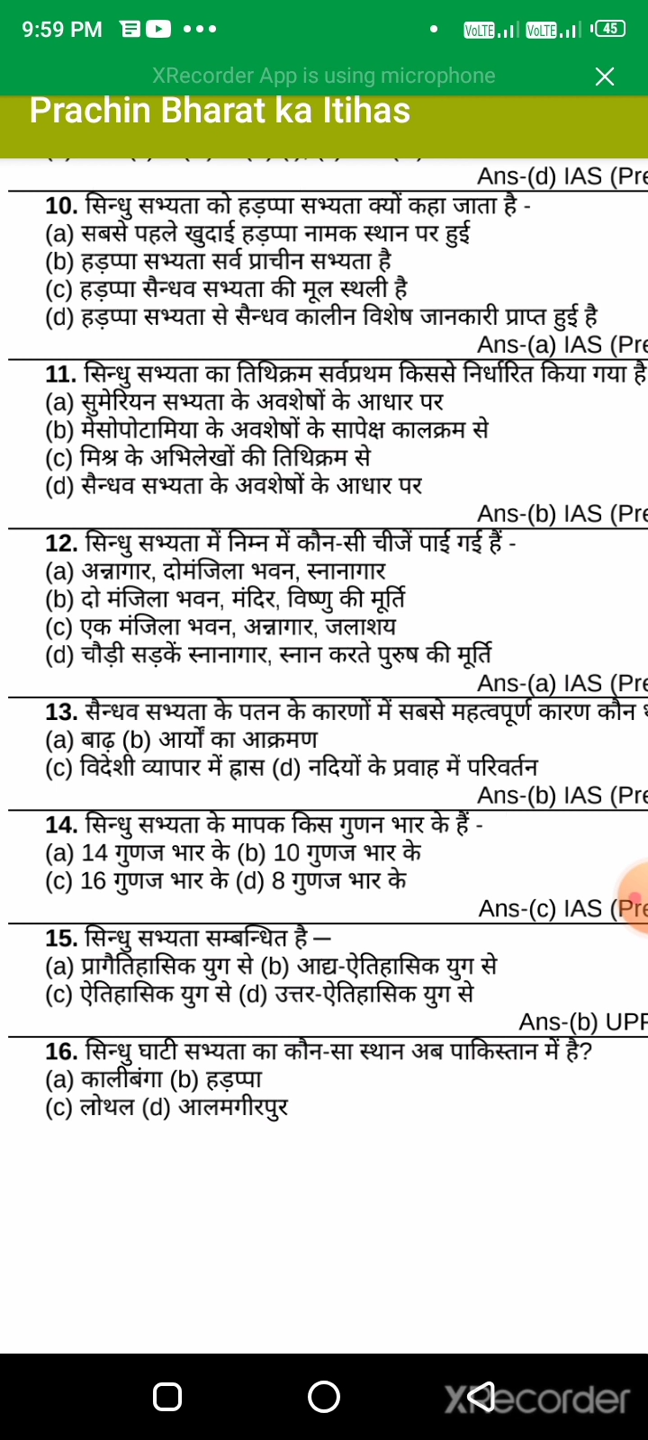 9:59 PM
VoLTE VoLTE 45
XRecorder App is using microphone
Prachin Bharat ka Itihas
Ans-(d) IAS (Pre
10. सिन्धु सभ्यता को हड़प्पा सभ्यता क्यों कहा जाता है -
(a) सबसे पहले खुदाई हड़प्पा नामक स्थान पर हुई
(b) हड़प्पा सभ्यता सर्व प्राचीन सभ्यता है
(c) हड़प्पा सैन्धव सभ्यता की मूल स्थली है
(d) हड़प्पा सभ्यता से सैन्धव कालीन विशेष जानकारी प्राप्त हुई है
Ans-(a) IAS (Pre
11. सिन्धु सभ्यता का तिथिक्रम सर्वप्रथम किससे निर्धारित किया गया है
(a) सुमेरियन सभ्यता के अवशेषों के आधार पर
(b) मेसोपोटामिया के अवशेषों के सापेक्ष कालक्रम से
(c) मिश्र के अभिलेखों की तिथिक्रम से
(d) सैन्धव सभ्यता के अवशेषों के आधार पर
Ans-(b) IAS (Pre
12. सिन्धु सभ्यता में निम्न में कौन-सी चीजें पाई गई हैं -
(a) अन्नागार, दोमंजिला भवन, स्नानागार
(b) दो मंजिला भवन, मंदिर, विष्णु की मूर्ति
(c) एक मंजिला भवन, अन्नागार, जलाशय
(d) चौड़ी सड़कें स्नानागार, स्नान करते पुरुष की मूर्ति
Ans-(a) IAS (Pre
13. सैन्धव सभ्यता के पतन के कारणों में सबसे महत्वपूर्ण कारण कौन
(a) बाढ़ (b) आर्यों का आक्रमण
(c) विदेशी व्यापार में ह्रास (d) नदियों के प्रवाह में परिवर्तन
Ans-(b) IAS (Pre
14. सिन्धु सभ्यता के मापक किस गुणन भार के हैं -
(a) 14 गुणज भार के (b) 10 गुणज भार के
(c) 16 गुणज भार के (d) 8 गुणज भार के
Ans-(c) IAS (Pre
15. सिन्धु सभ्यता सम्बन्धित है —
(a) प्रागैतिहासिक युग से (b) आद्य-ऐतिहासिक युग से
(c) ऐतिहासिक युग से (d) उत्तर-ऐतिहासिक युग से
Ans-(b) UPP
16. सिन्धु घाटी सभ्यता का कौन-सा स्थान अब पाकिस्तान में है?
(a) कालीबंगा (b) हड़प्पा
(c) लोथल (d) आलमगीरपुर
XRecorder